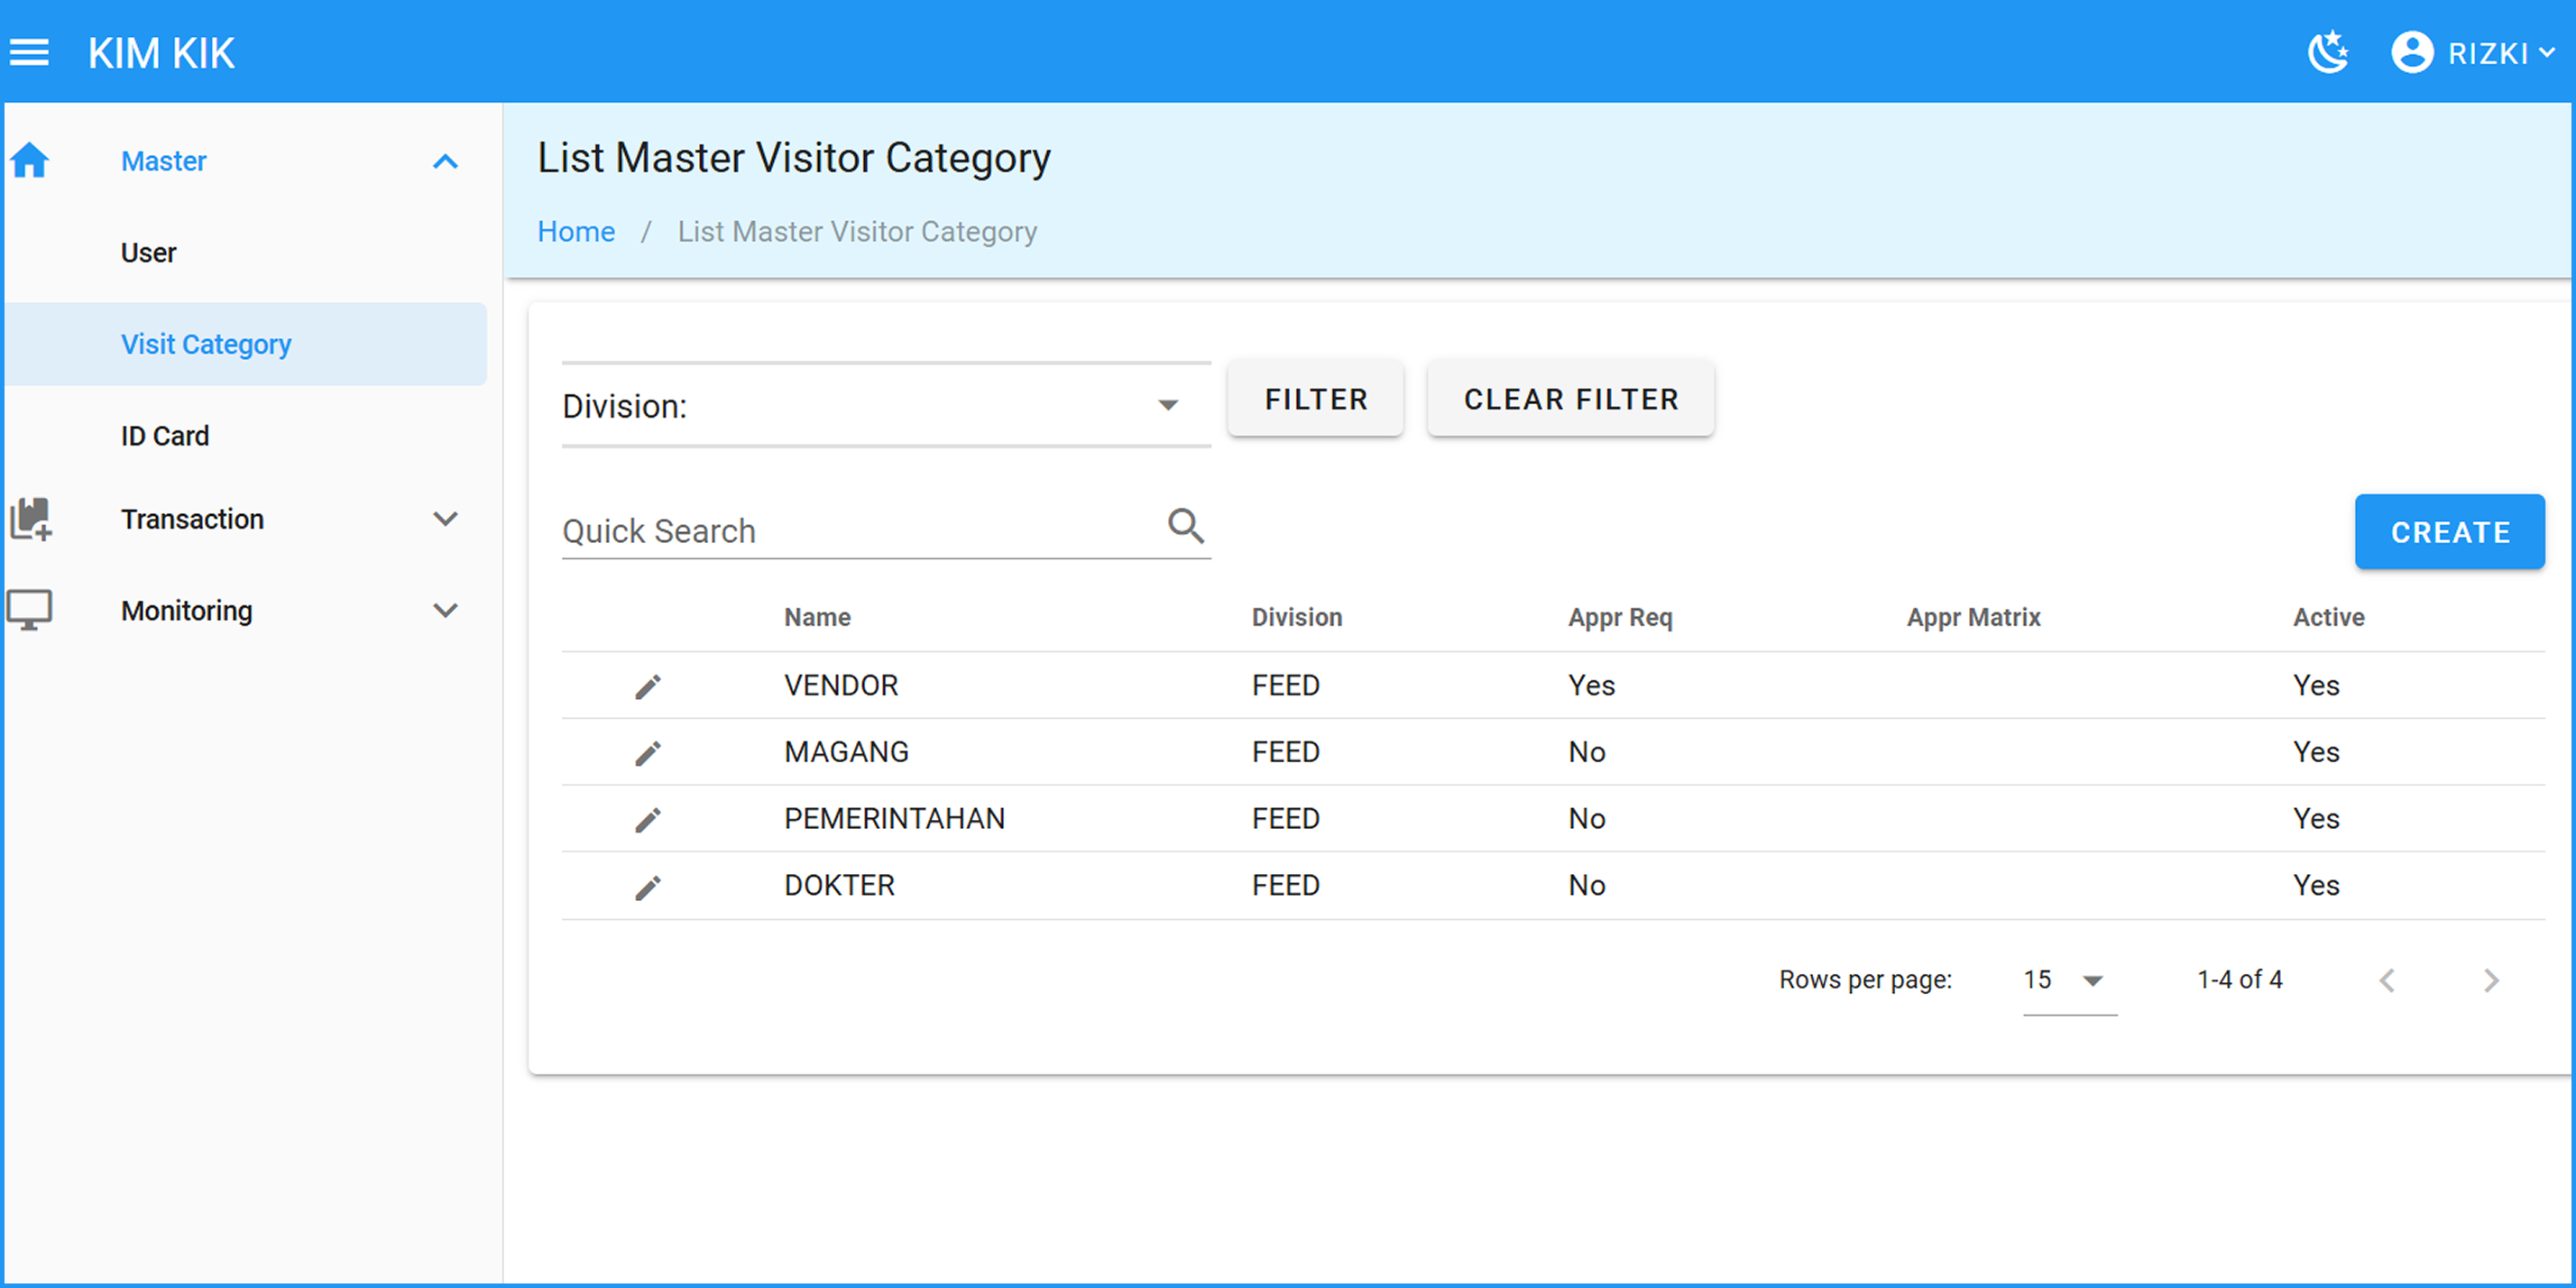 KIM KIK
RIZKI
Master
User
Visit Category
ID Card
Transaction
Monitoring
List Master Visitor Category
Home / List Master Visitor Category
Division:
FILTER CLEAR FILTER
Quick Search
CREATE
Name Division Appr Req Appr Matrix Active
VENDOR FEED Yes Yes
MAGANG FEED No Yes
PEMERINTAHAN FEED No Yes
DOKTER FEED No Yes
Rows per page: 15 1-4 of 4